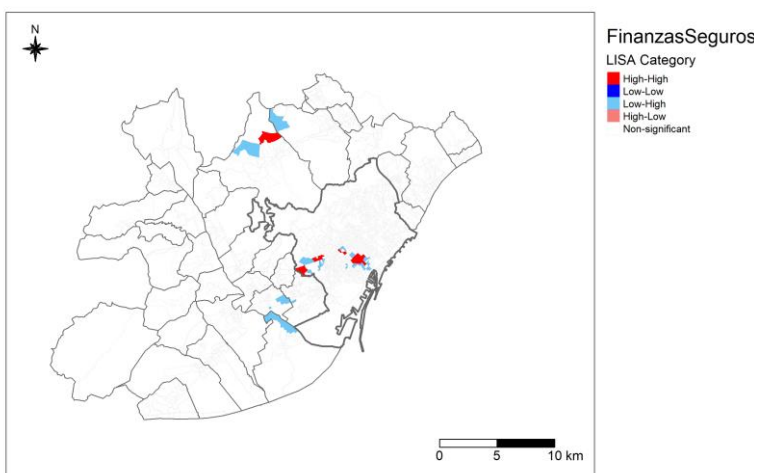 N
FinanzasSeguros
LISA Category
High-High
Low-Low
Low-High
High-Low
Non-significant
0 5 10 km